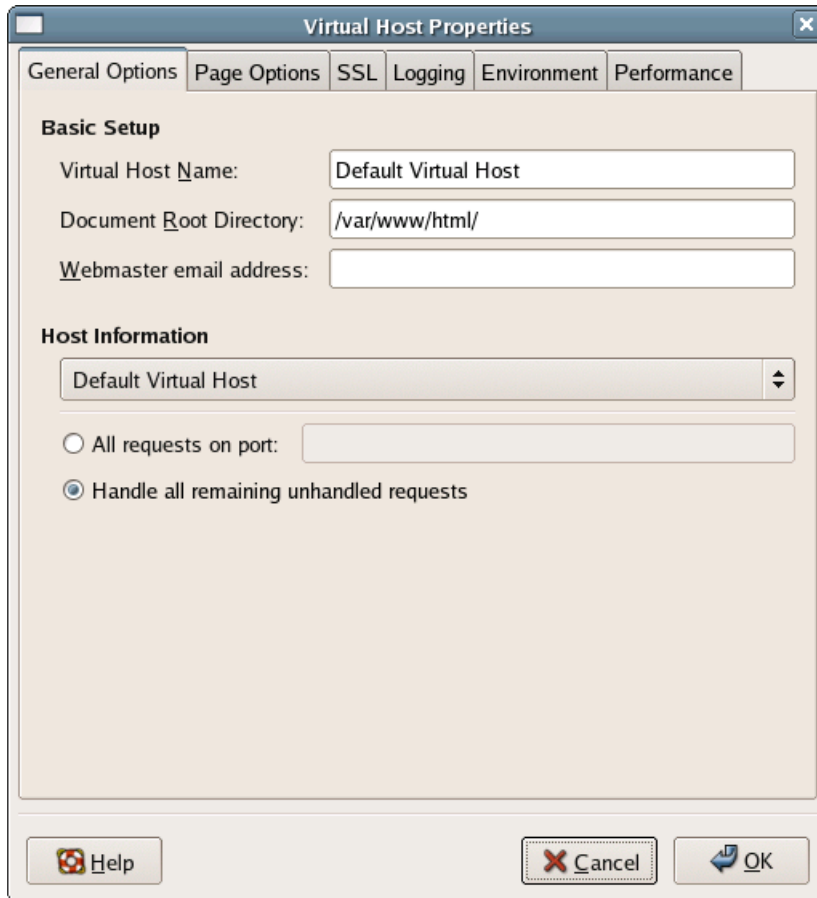 Virtual Host Properties
General Options Page Options SSL Logging Environment Performance
Basic Setup
Virtual Host Name: Default Virtual Host
Document Root Directory: /var/www/html/
Webmaster email address:
Host Information
Default Virtual Host
All requests on port:
Handle all remaining unhandled requests
Help Cancel OK